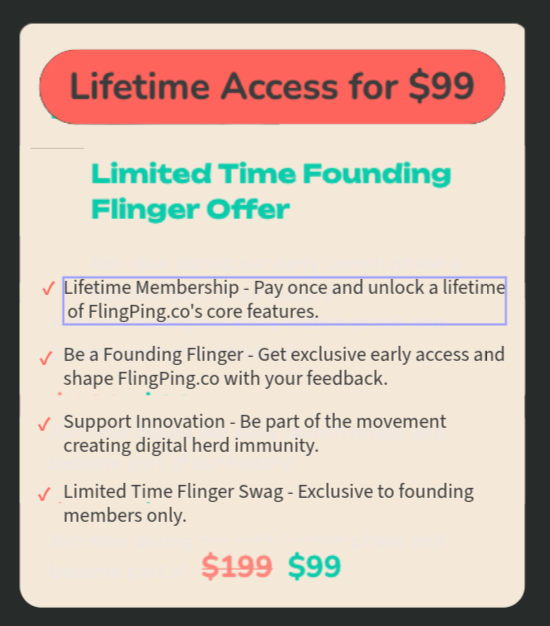 Lifetime Access for $99
Limited Time Founding
Flinger Offer
✓ Lifetime Membership - Pay once and unlock a lifetime
of FlingPing.co's core features.
✓ Be a Founding Flinger - Get exclusive early access and
shape FlingPing.co with your feedback.
✓ Support Innovation - Be part of the movement
creating digital herd immunity.
✓ Limited Time Flinger Swag - Exclusive to founding
members only.
$199 $99